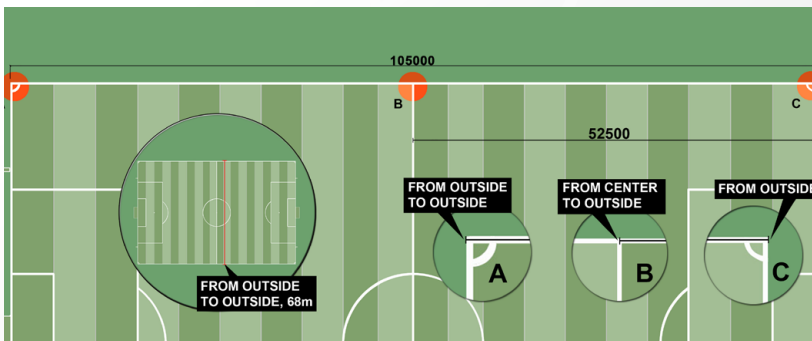 105000
B
C
52500
FROM OUTSIDE
TO OUTSIDE
FROM CENTER
TO OUTSIDE
FROM OUTSIDE
A
B
C
FROM OUTSIDE
TO OUTSIDE, 68m